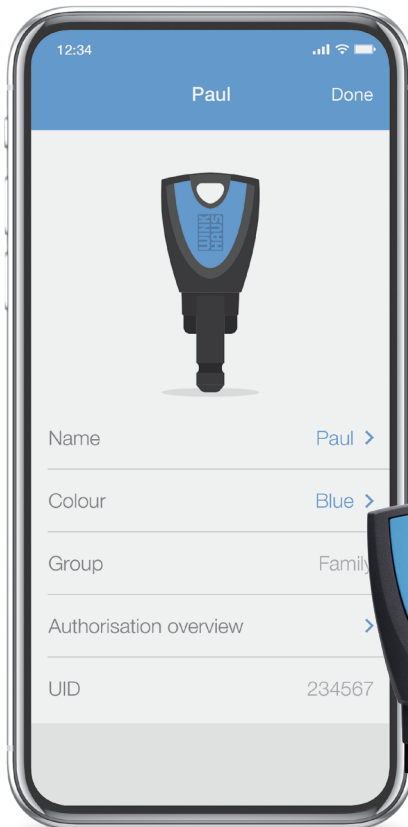 12:34
Paul Done
WINK
HAUS
Name Paul
Colour Blue
Group Family
Authorisation overview
UID 234567